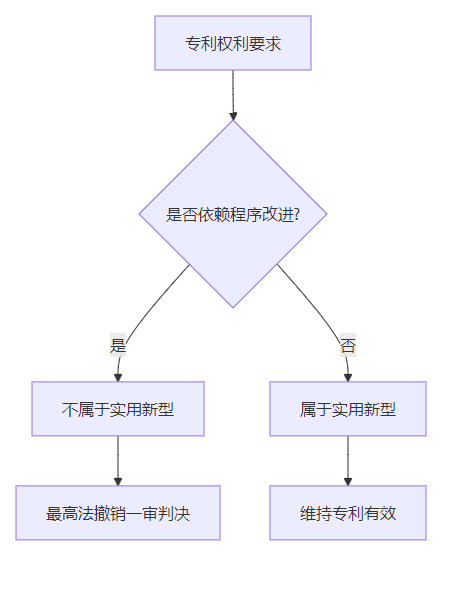 专利权利要求
是否依赖程序改进?
是
否
不属于实用新型
属于实用新型
最高法撤销一审判决
维持专利有效